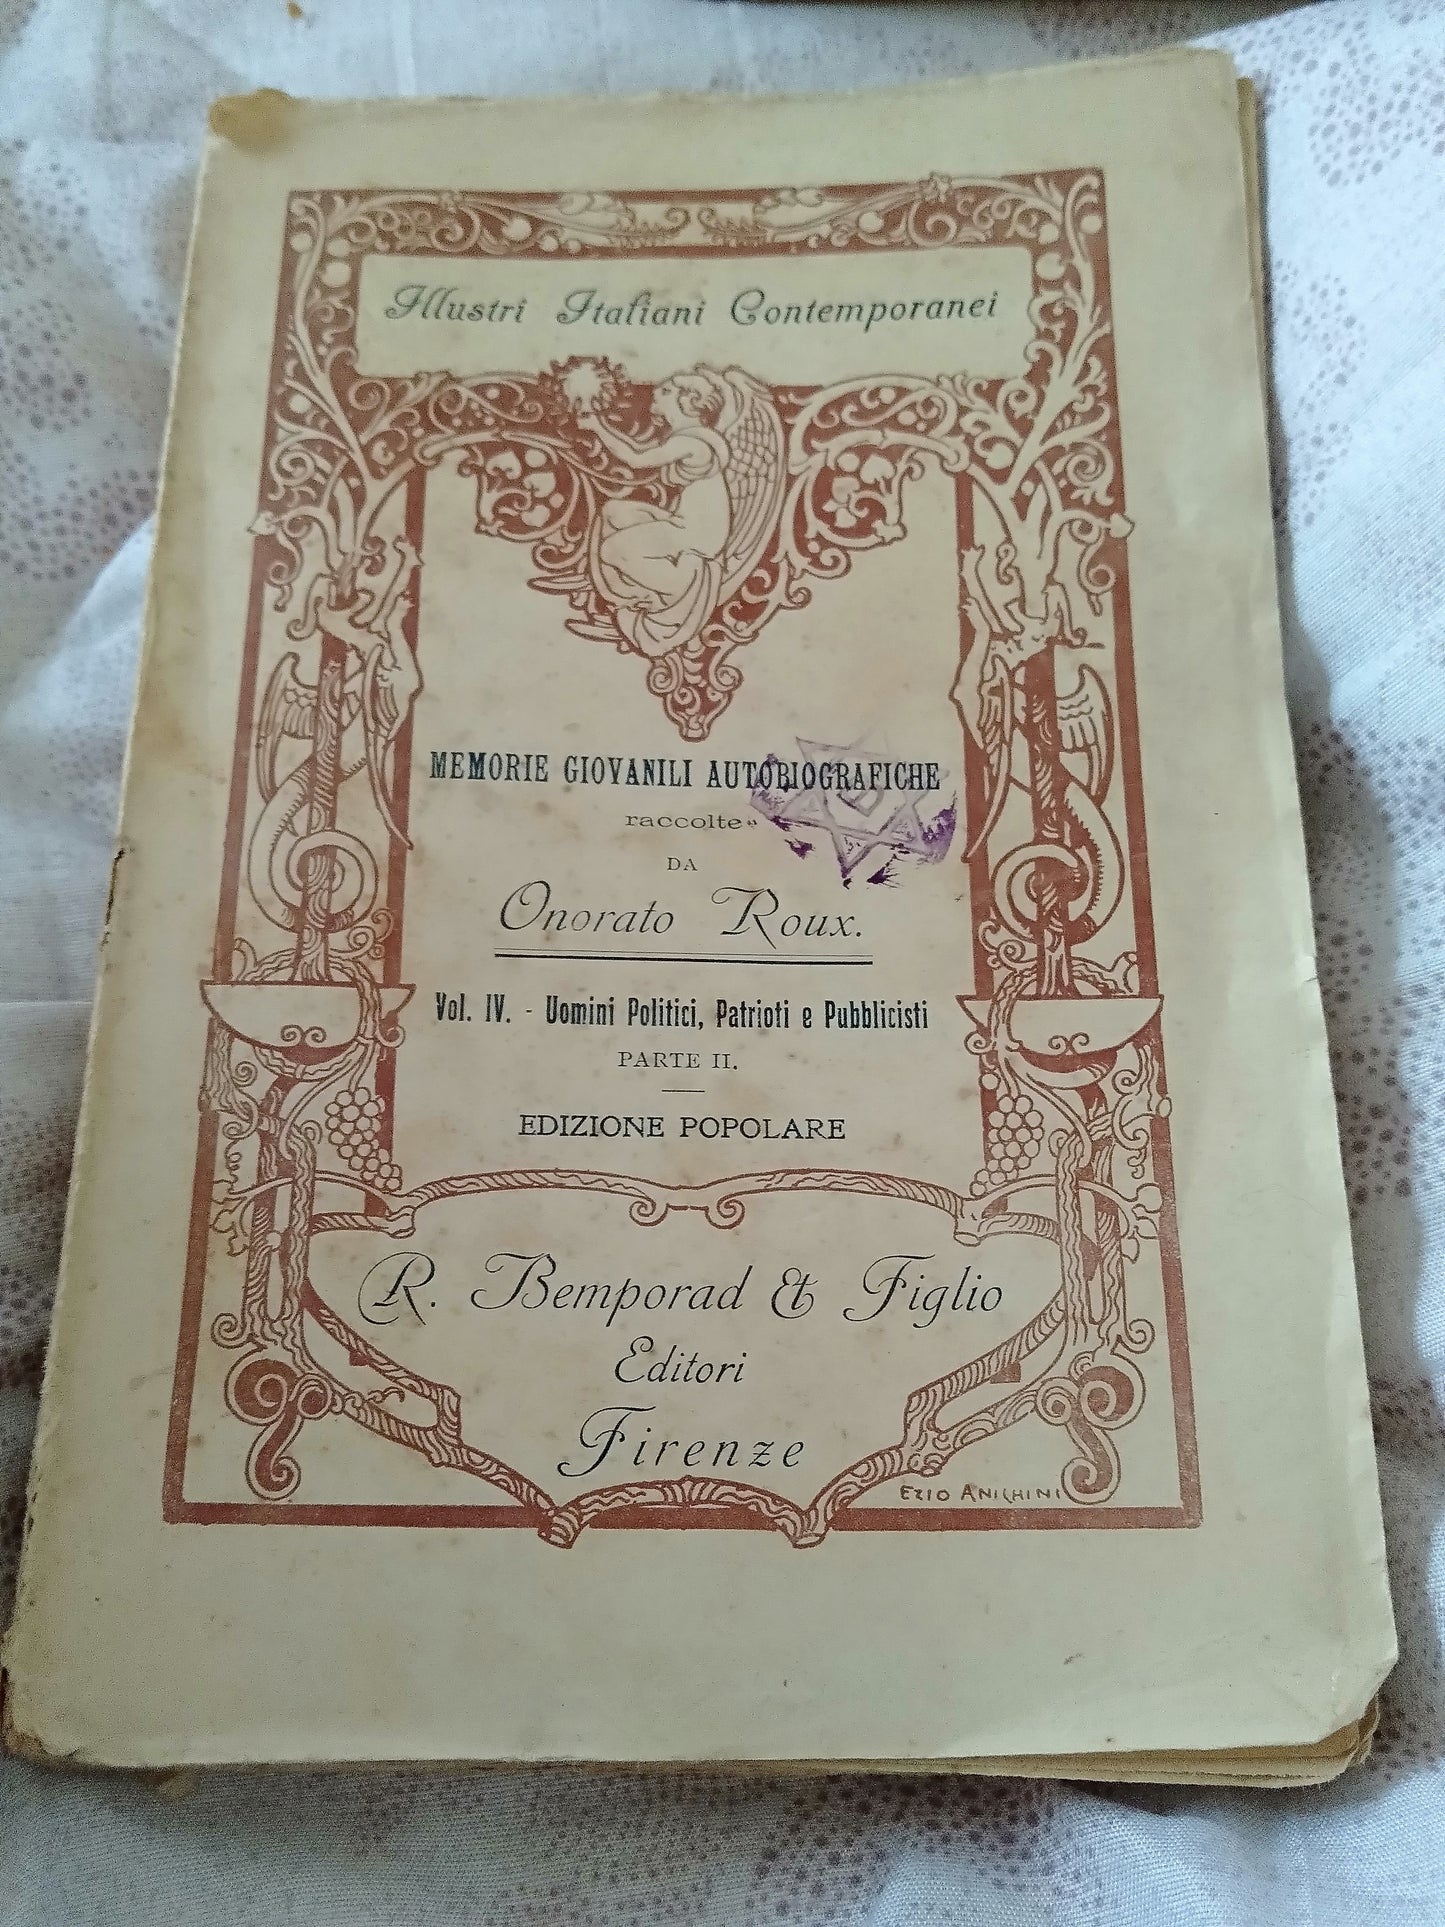 Illustri Italiani Contemporanei
MEMORIE GIOVANILI AUTOBIOGRAFICHE
raccolte
DA
Onorato Roux.
Vol. IV. - Uomini Politici, Patrioti e Pubblicisti
PARTE II.
EDIZIONE POPOLARE
R. Bemporad & Figlio
Editori
Firenze
EZIO ANICHINI